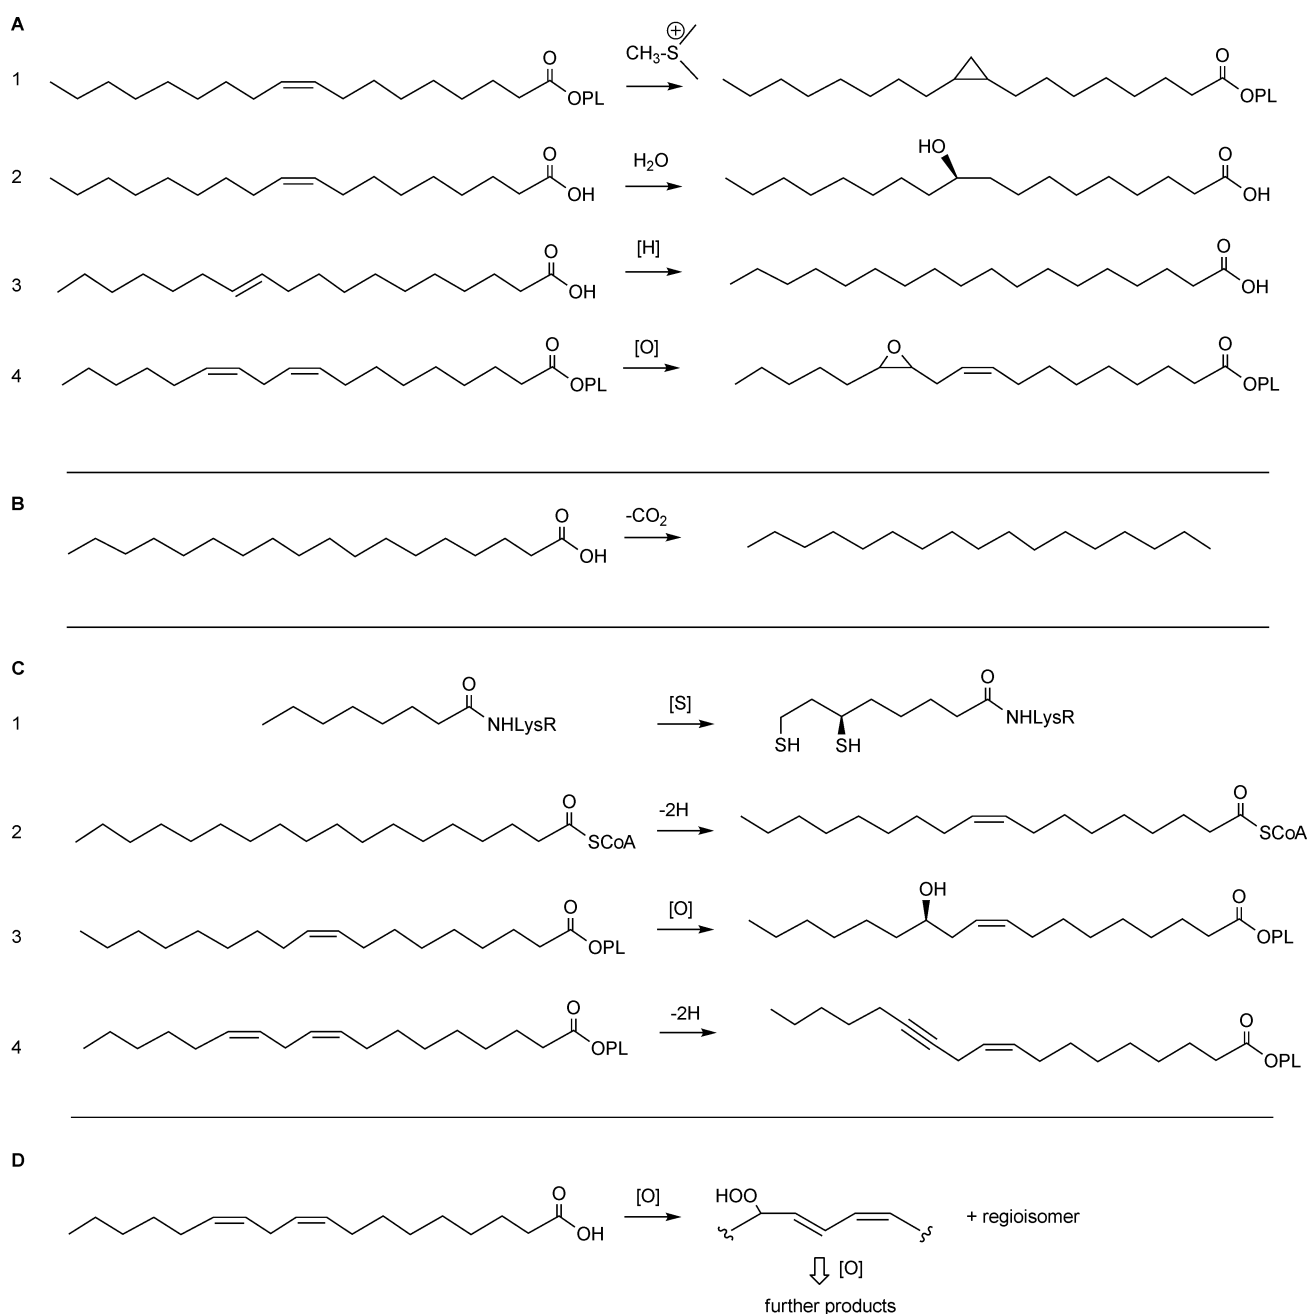 A
1
O
OPL
⊕
CH3-S
O
OPL
2
O
OH
H2O
HO
O
OH
3
O
OH
[H]
O
OH
4
O
OPL
[O]
O
O
OPL
B
O
OH
-CO2
C
1
O
NHLysR
[S]
SH
SH
O
NHLysR
2
O
SCoA
-2H
O
SCoA
3
O
OPL
[O]
OH
O
OPL
4
O
OPL
-2H
O
OPL
D
O
OH
[O]
HOO
+ regioisomer
[O]
further products